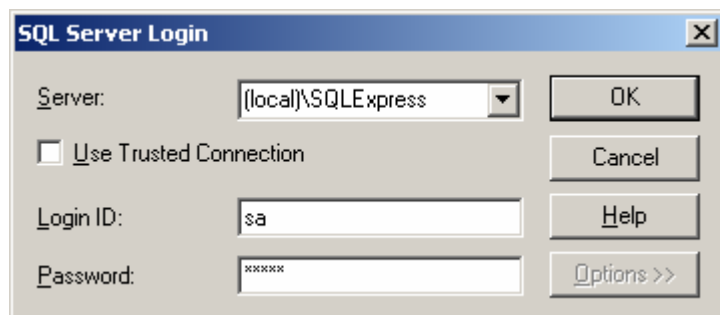 SQL Server Login
Server: (local)\SQLExpress OK
Use Trusted Connection Cancel
Login ID: sa Help
Password: ***** Options >>